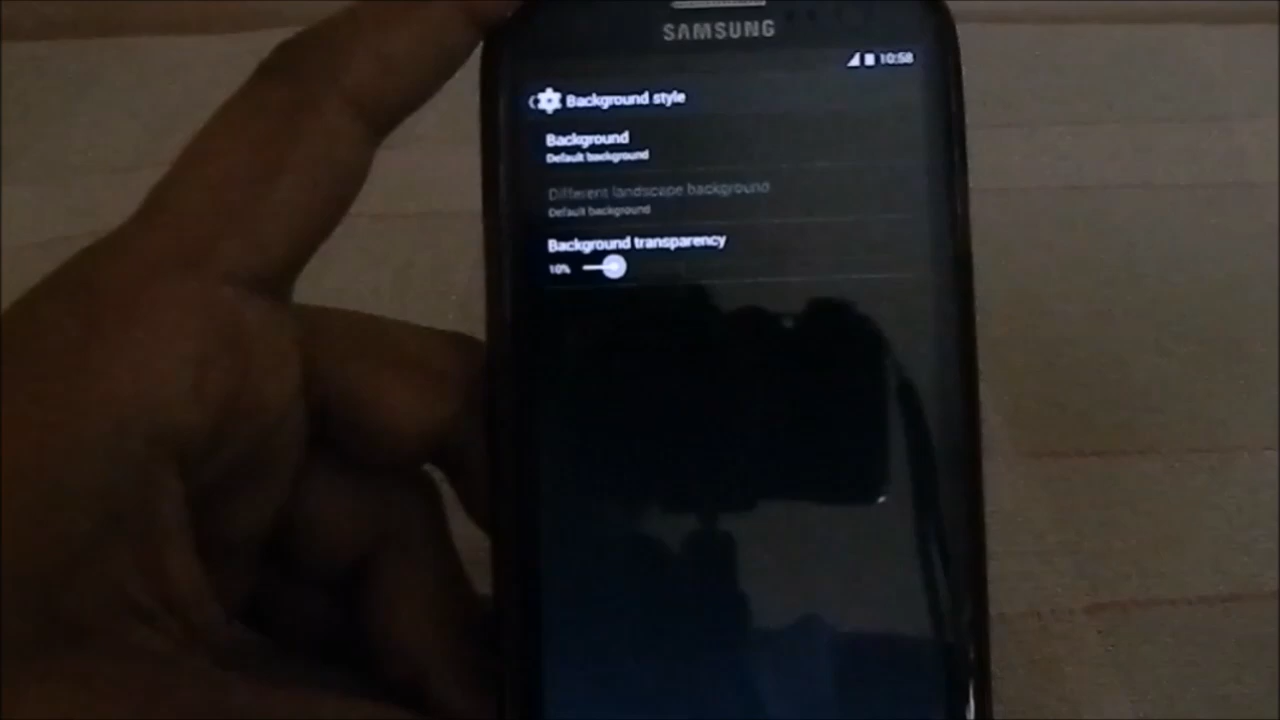 SAMSUNG
10:58
Background style
Background
Default background
Different landscape background
Default background
Background transparency
10%